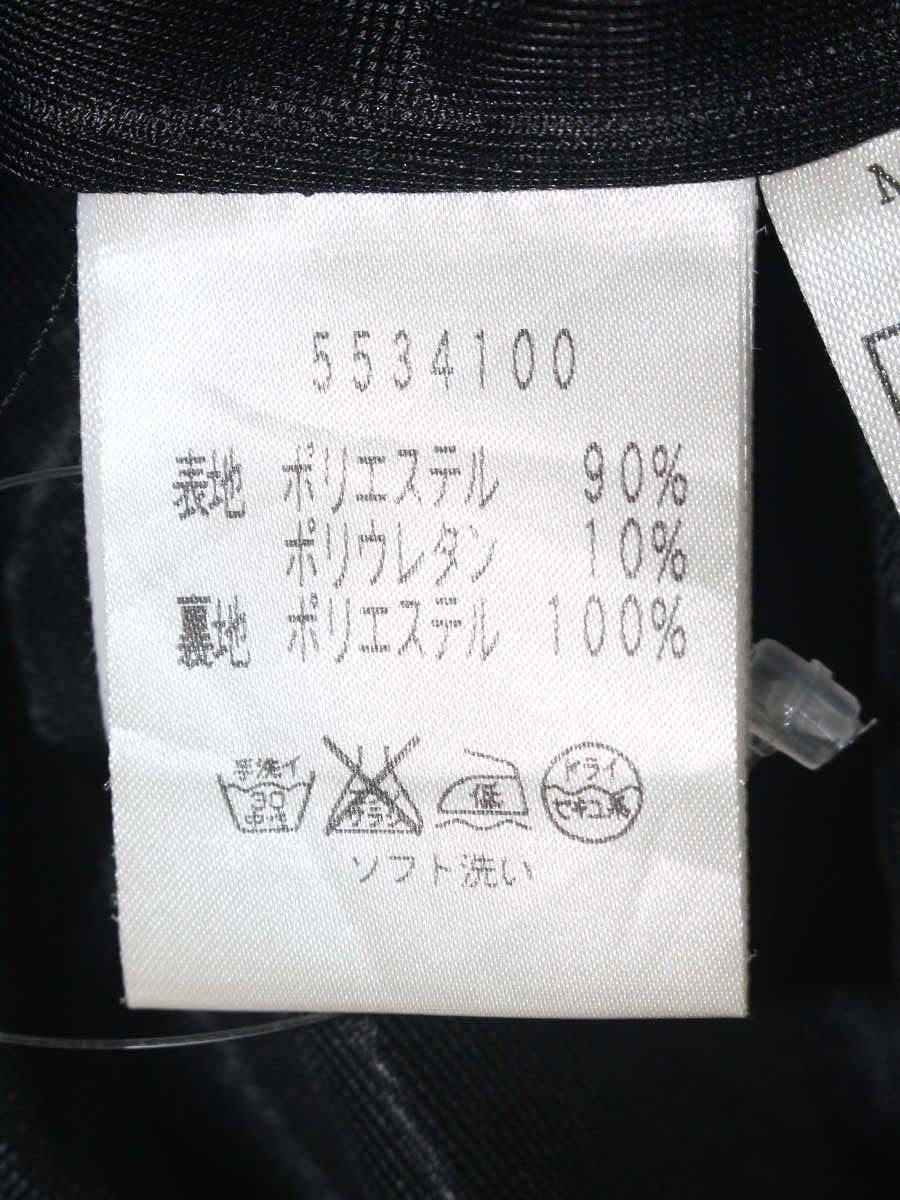 5534100
表地 ポリエステル 90%
ポリウレタン 10%
裏地 ポリエステル 100%
手洗イ 30 中性
エンソ サラシ
低
ドライ セキユ系
ソフト洗い
N